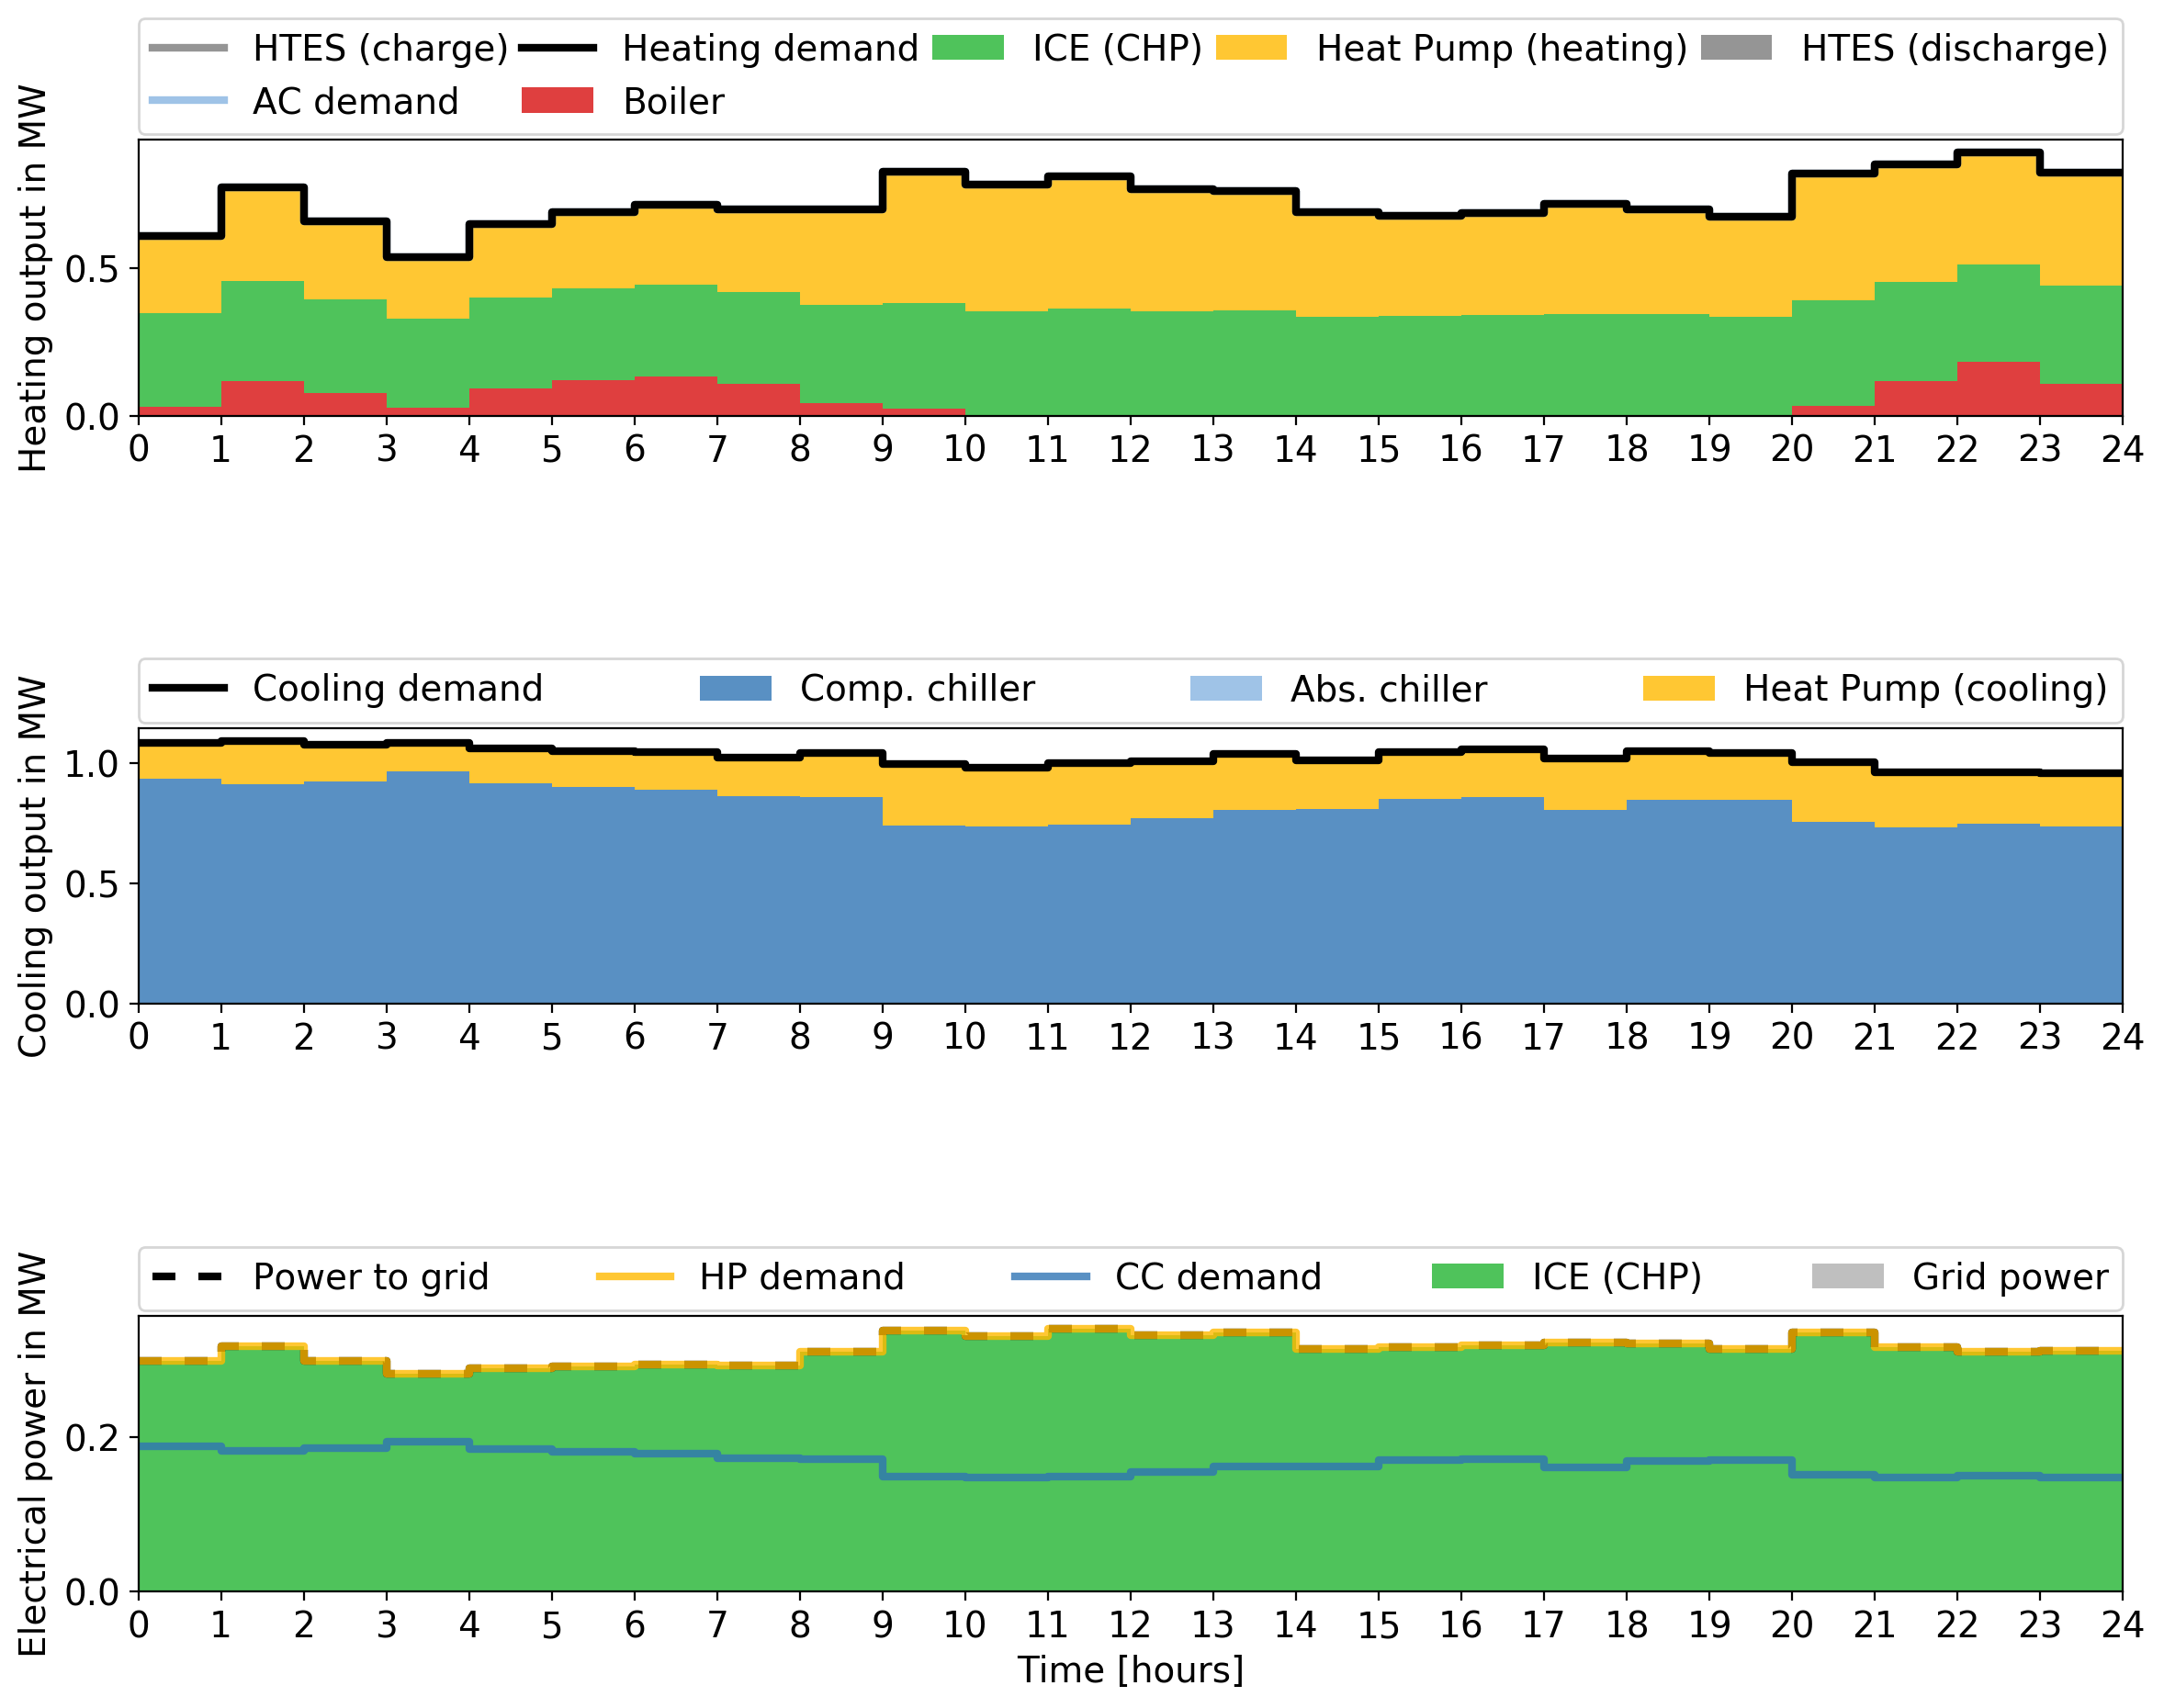 HTES (charge) Heating demand ICE (CHP) Heat Pump (heating) HTES (discharge)
AC demand Boiler
Heating output in MW
0.5
0.0
0 1 2 3 4 5 6 7 8 9 10 11 12 13 14 15 16 17 18 19 20 21 22 23 24
Cooling demand Comp. chiller Abs. chiller Heat Pump (cooling)
Cooling output in MW
1.0
0.5
0.0
0 1 2 3 4 5 6 7 8 9 10 11 12 13 14 15 16 17 18 19 20 21 22 23 24
Power to grid HP demand CC demand ICE (CHP) Grid power
Electrical power in MW
0.2
0.0
0 1 2 3 4 5 6 7 8 9 10 11 12 13 14 15 16 17 18 19 20 21 22 23 24
Time [hours]